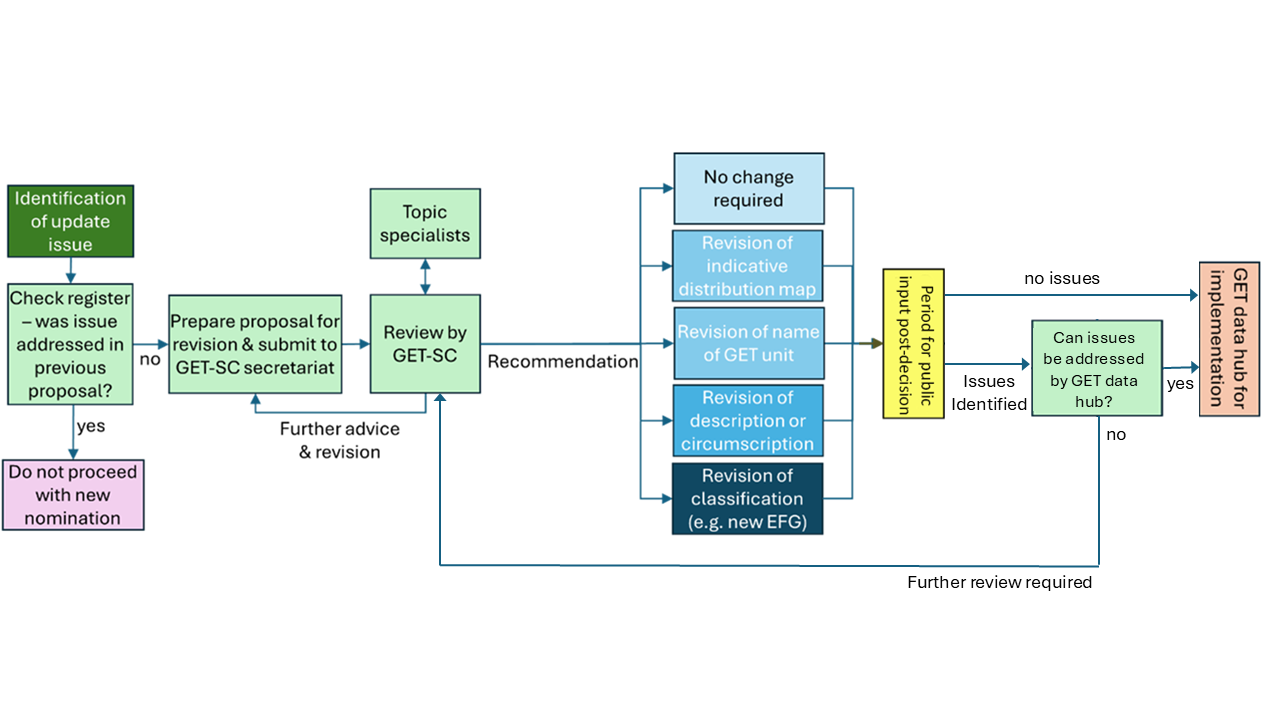 Identification
of update
issue
Check register
– was issue
addressed in
previous
proposal?
no
yes
Do not proceed
with new
nomination
Prepare proposal for
revision & submit to
GET-SC secretariat
Topic
specialists
Review by
GET-SC
Further advice
& revision
Recommendation
No change
required
Revision of
indicative
distribution map
Revision of name
of GET unit
Revision of
description or
circumscription
Revision of
classification
(e.g. new EFG)
Period for public
input post-decision
no issues
Issues
Identified
Can issues
be addressed
by GET data
hub?
yes
no
GET data hub for
implementation
Further review required